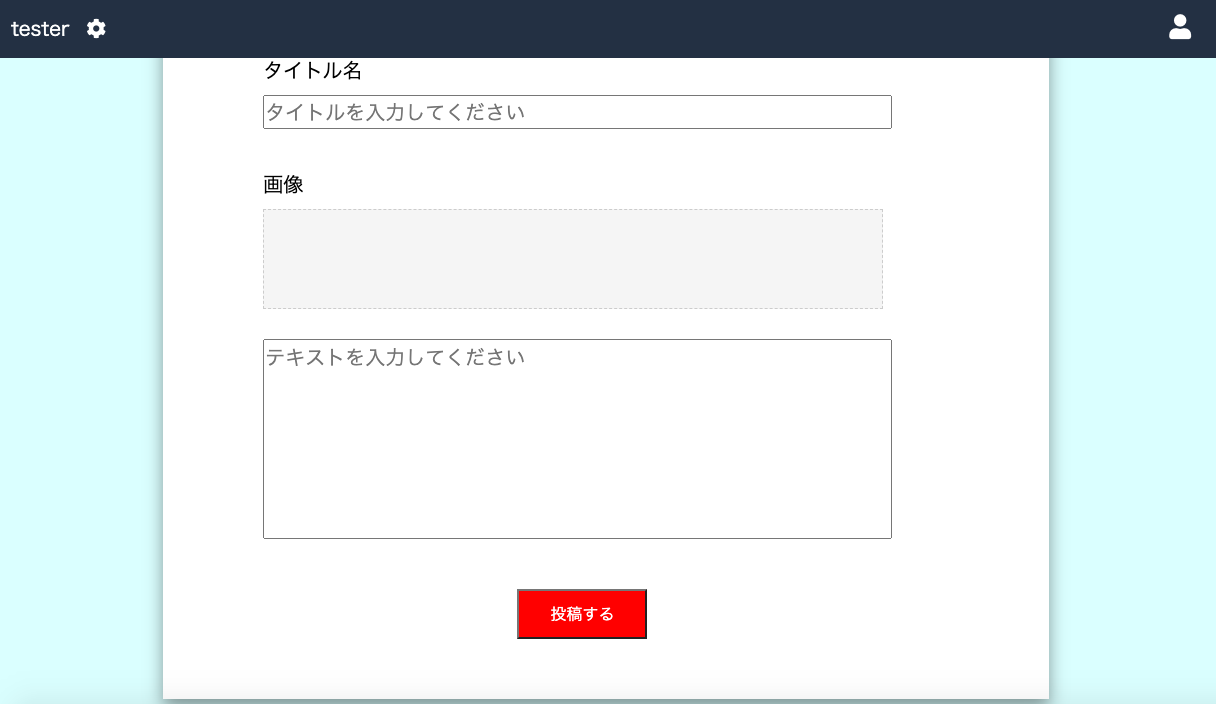 tester
タイトル名
タイトルを入力してください
画像
テキストを入力してください
投稿する